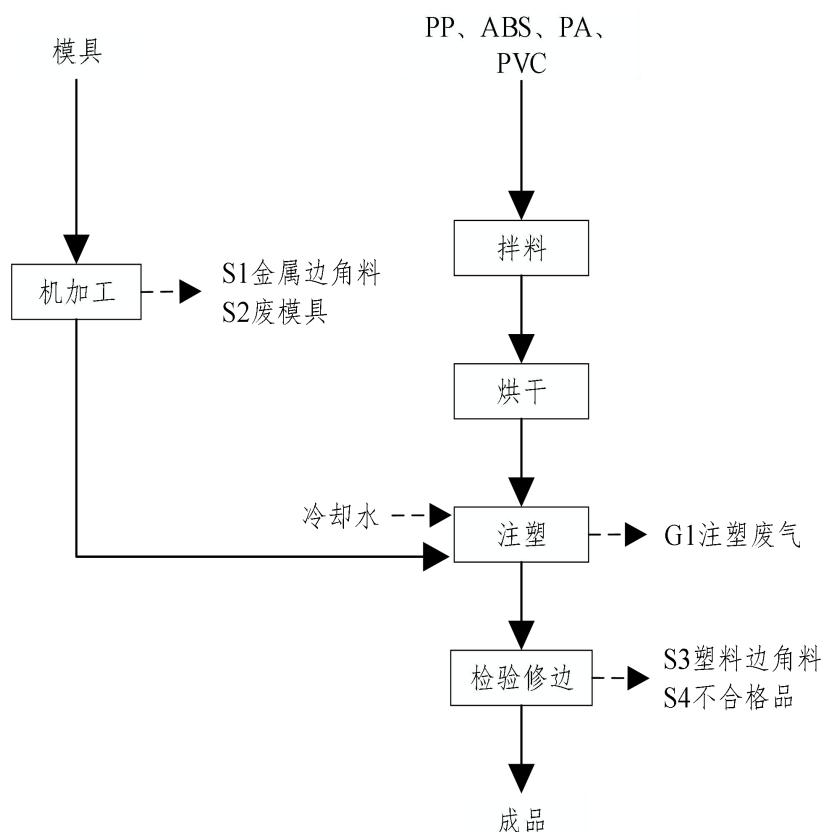 PP、ABS、PA、
PVC
模具
拌料
机加工
S1金属边角料
S2废模具
烘干
冷却水
注塑
G1注塑废气
检验修边
S3塑料边角料
S4不合格品
成品